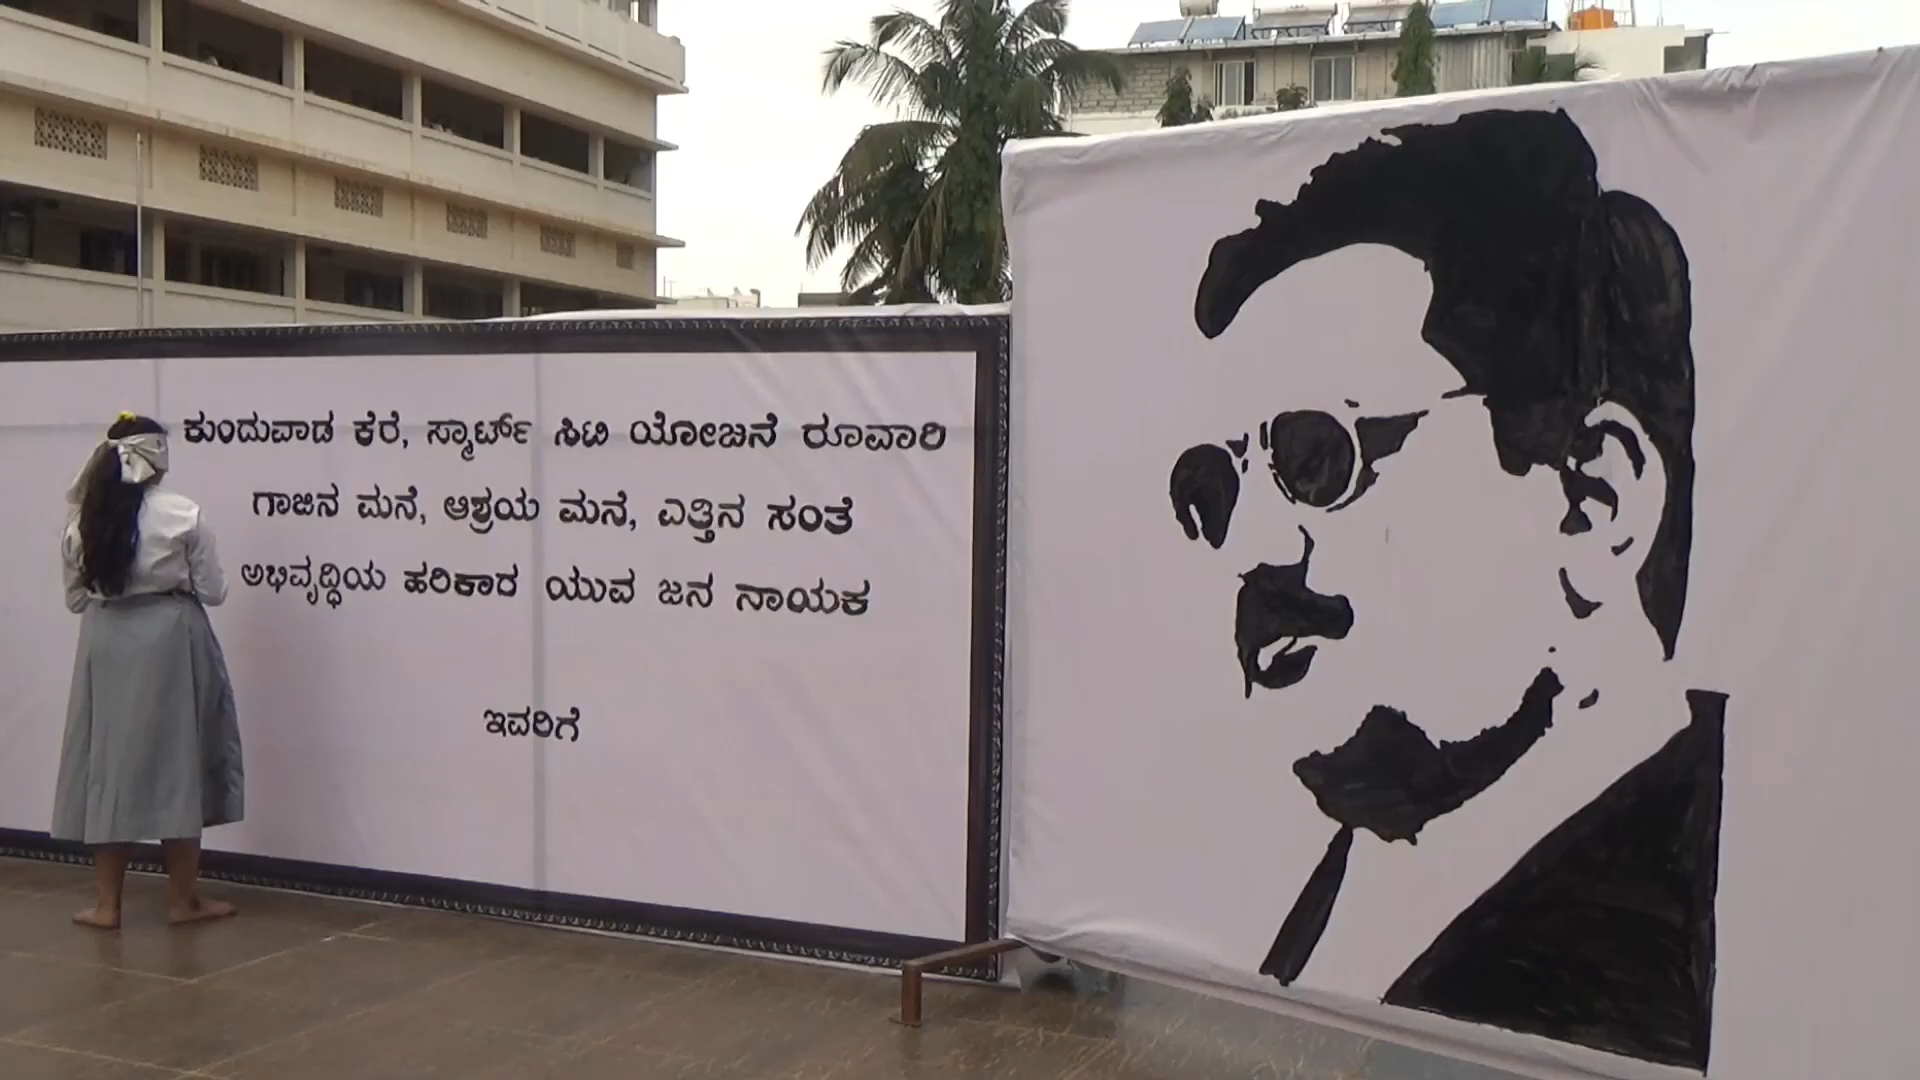 ಕುಂದುವಾಡ ಕೆರೆ, ಸ್ಮಾರ್ಟ್ ಸಿಟಿ ಯೋಜನೆ ರೂವಾರಿ
ಗಾಜಿನ ಮನೆ, ಆಶ್ರಯ ಮನೆ, ಎತ್ತಿನ ಸಂತೆ
ಅಭಿವೃದ್ಧಿಯ ಹರಿಕಾರ ಯುವ ಜನ ನಾಯಕ
ಇವರಿಗೆ